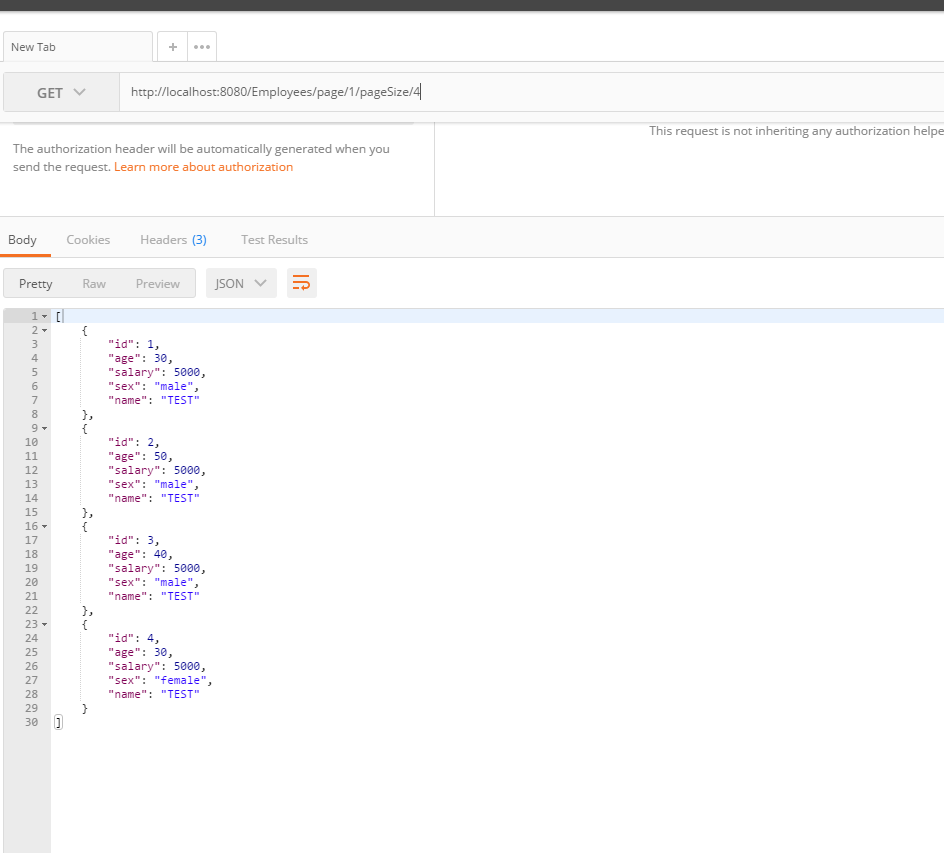 New Tab
+ •••
GET http://localhost:8080/Employees/page/1/pageSize/4
This request is not inheriting any authorization helpe
The authorization header will be automatically generated when you
send the request. Learn more about authorization
Body Cookies Headers (3) Test Results
Pretty Raw Preview JSON
1 [
2 {
3 "id": 1,
4 "age": 30,
5 "salary": 5000,
6 "sex": "male",
7 "name": "TEST"
8 },
9 {
10 "id": 2,
11 "age": 50,
12 "salary": 5000,
13 "sex": "male",
14 "name": "TEST"
15 },
16 {
17 "id": 3,
18 "age": 40,
19 "salary": 5000,
20 "sex": "male",
21 "name": "TEST"
22 },
23 {
24 "id": 4,
25 "age": 30,
26 "salary": 5000,
27 "sex": "female",
28 "name": "TEST"
29 }
30 ]